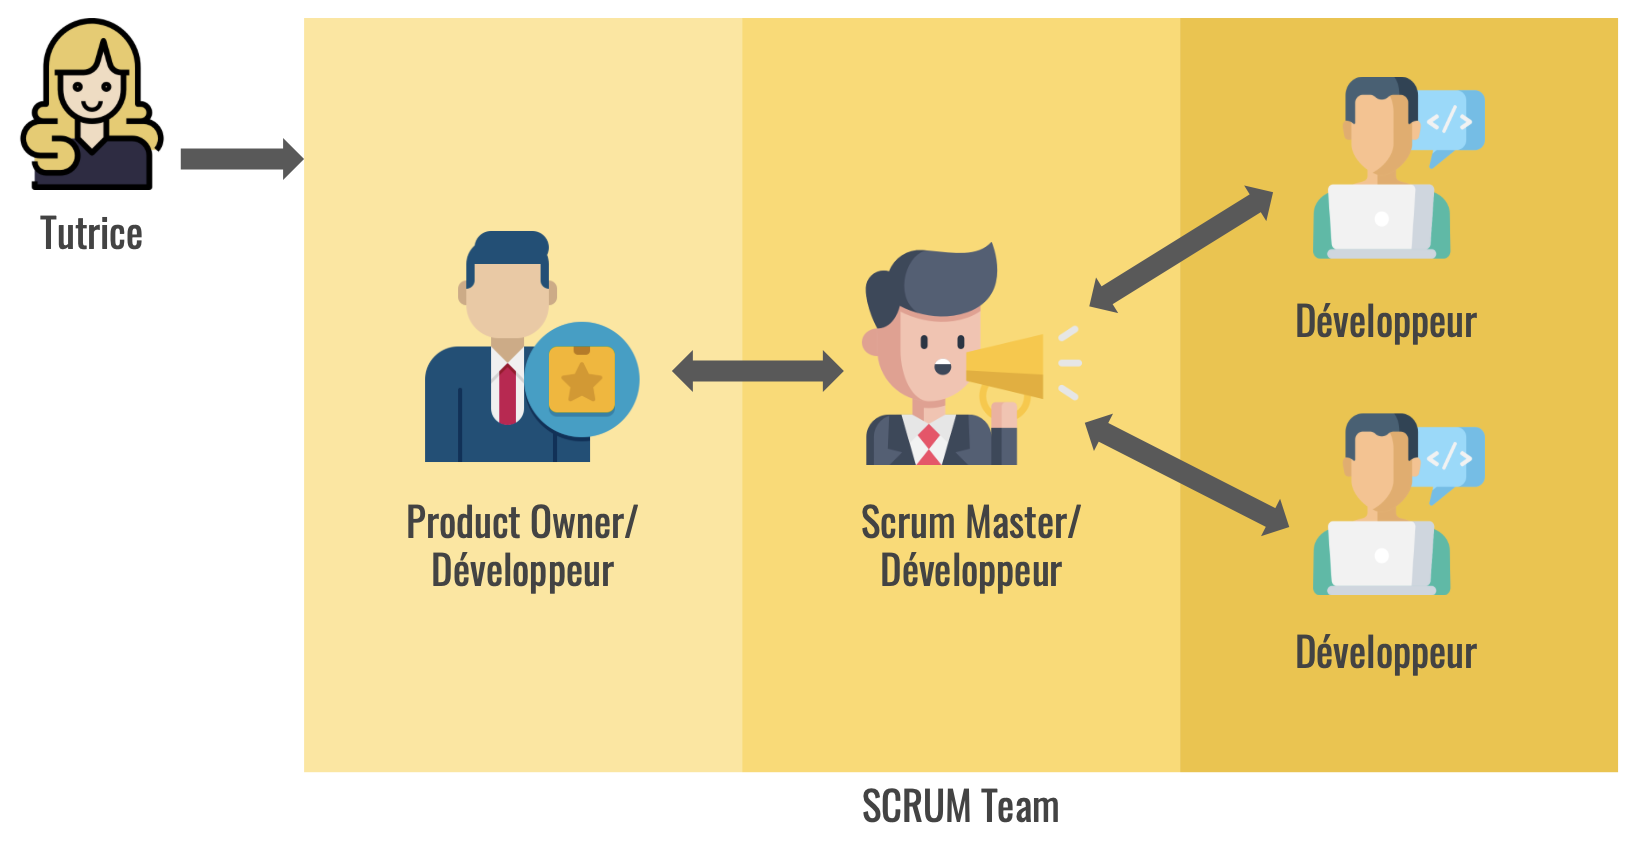 Tutrice
Product Owner/
Développeur
Scrum Master/
Développeur
</>
Développeur
</>
Développeur
SCRUM Team